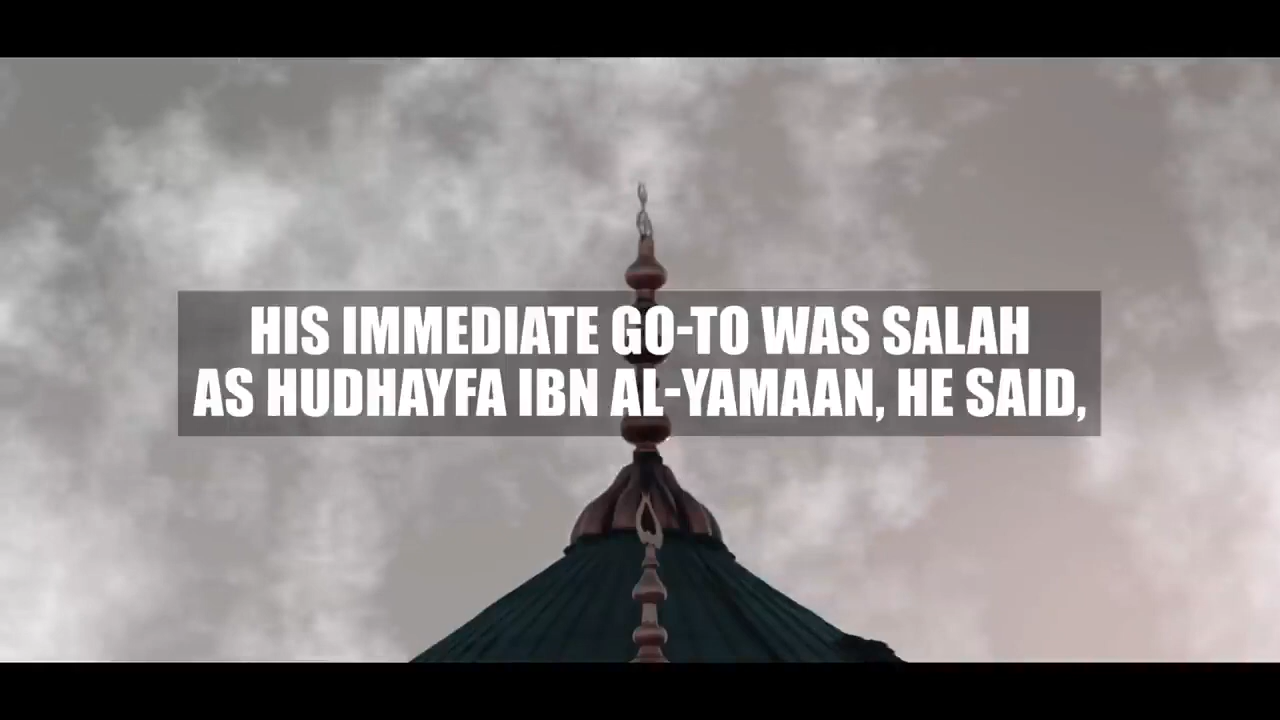 HIS IMMEDIATE GO-TO WAS SALAH
AS HUDHAYFA IBN AL-YAMAAN, HE SAID,